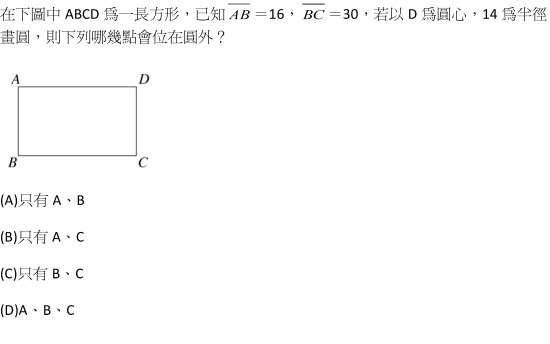 在下圖中 ABCD 為一長方形，已知 AB＝16，BC＝30，若以 D 為圓心，14 為半徑
畫圓，則下列哪幾點會位在圓外？
A D
B C
(A)只有 A、B
(B)只有 A、C
(C)只有 B、C
(D)A、B、C